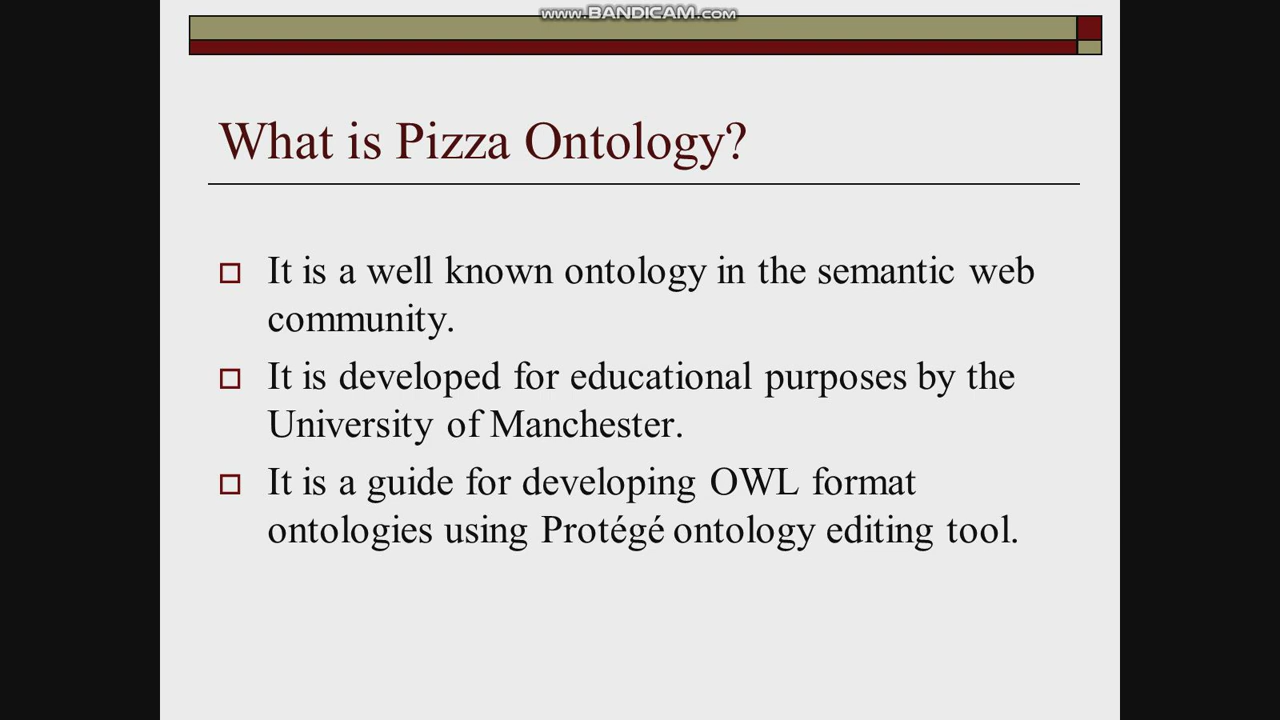 www.BANDICAM.com
What is Pizza Ontology?
It is a well known ontology in the semantic web
community.
It is developed for educational purposes by the
University of Manchester.
It is a guide for developing OWL format
ontologies using Protégé ontology editing tool.